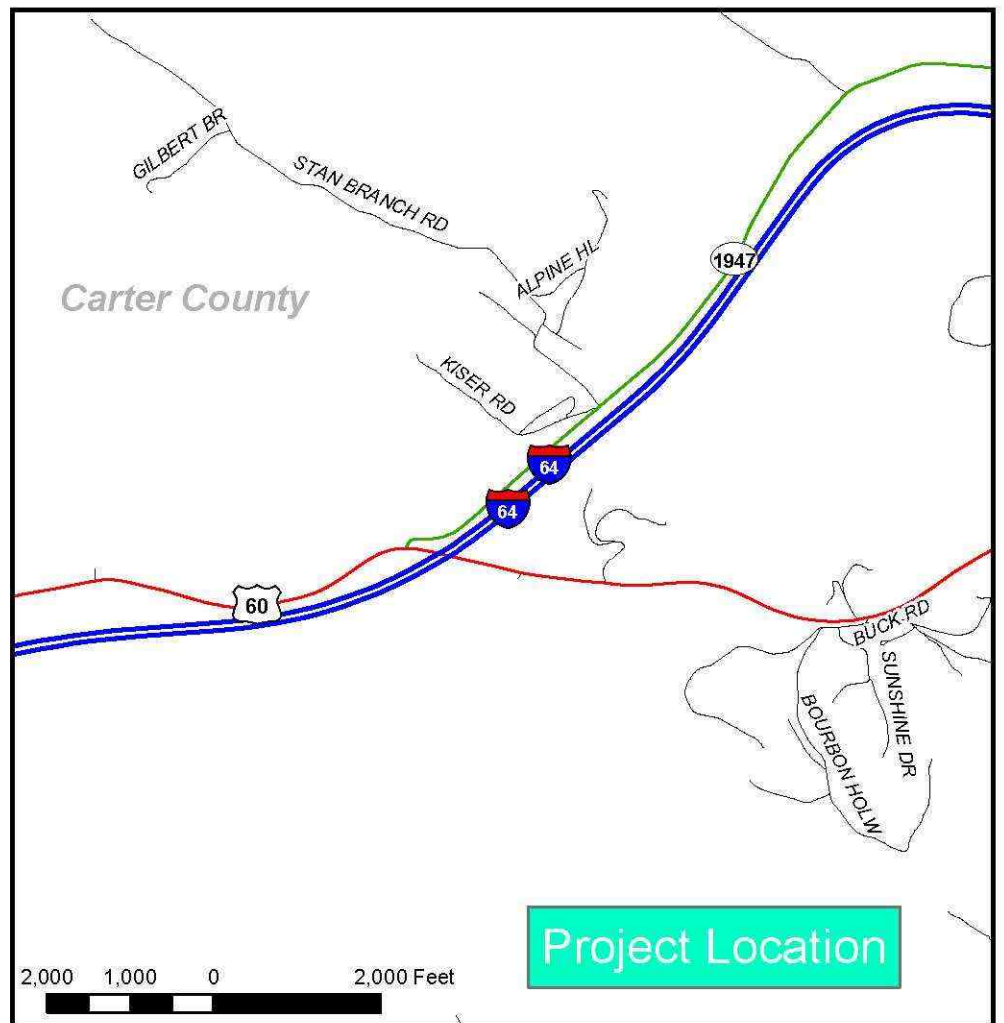 GILBERT BR
STAN BRANCH RD
ALPINE HL
1947
Carter County
KISER RD
64
64
60
BUCK RD
SUNSHINE DR
BOURBON HOLW
Project Location
2,000 1,000 0 2,000 Feet